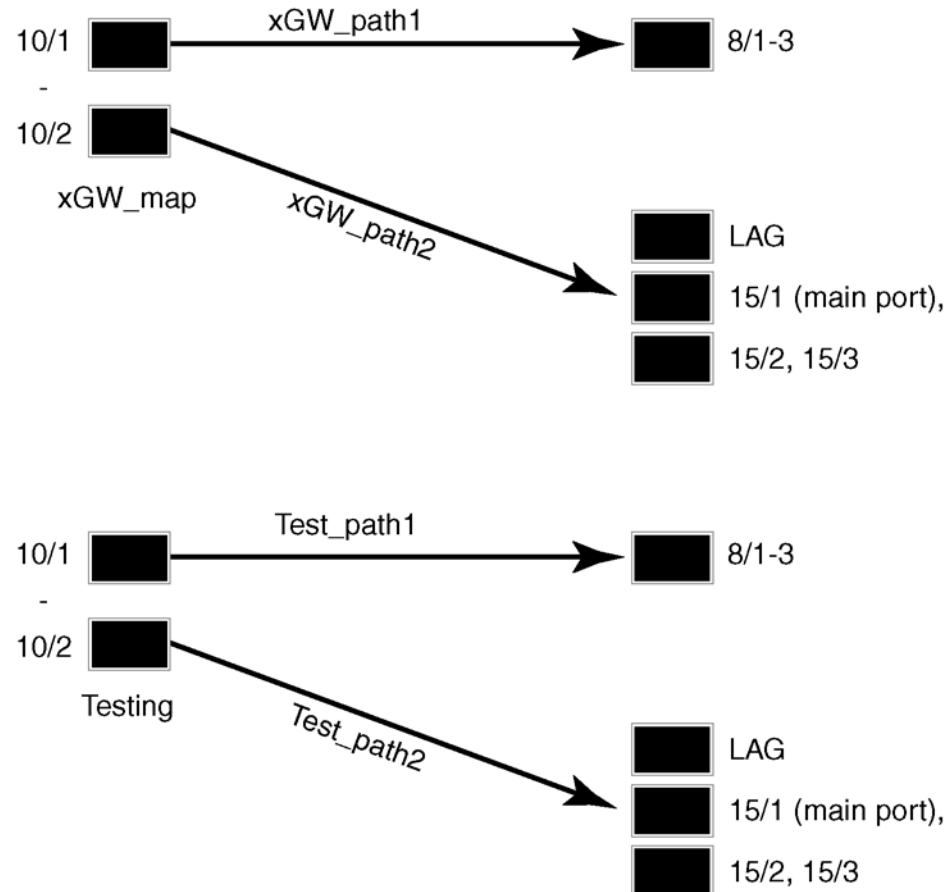 xGW_path1
10/1
8/1-3
-
10/2
xGW_map
xGW_path2
LAG
15/1 (main port),
15/2, 15/3
Test_path1
10/1
8/1-3
-
10/2
Testing
Test_path2
LAG
15/1 (main port),
15/2, 15/3